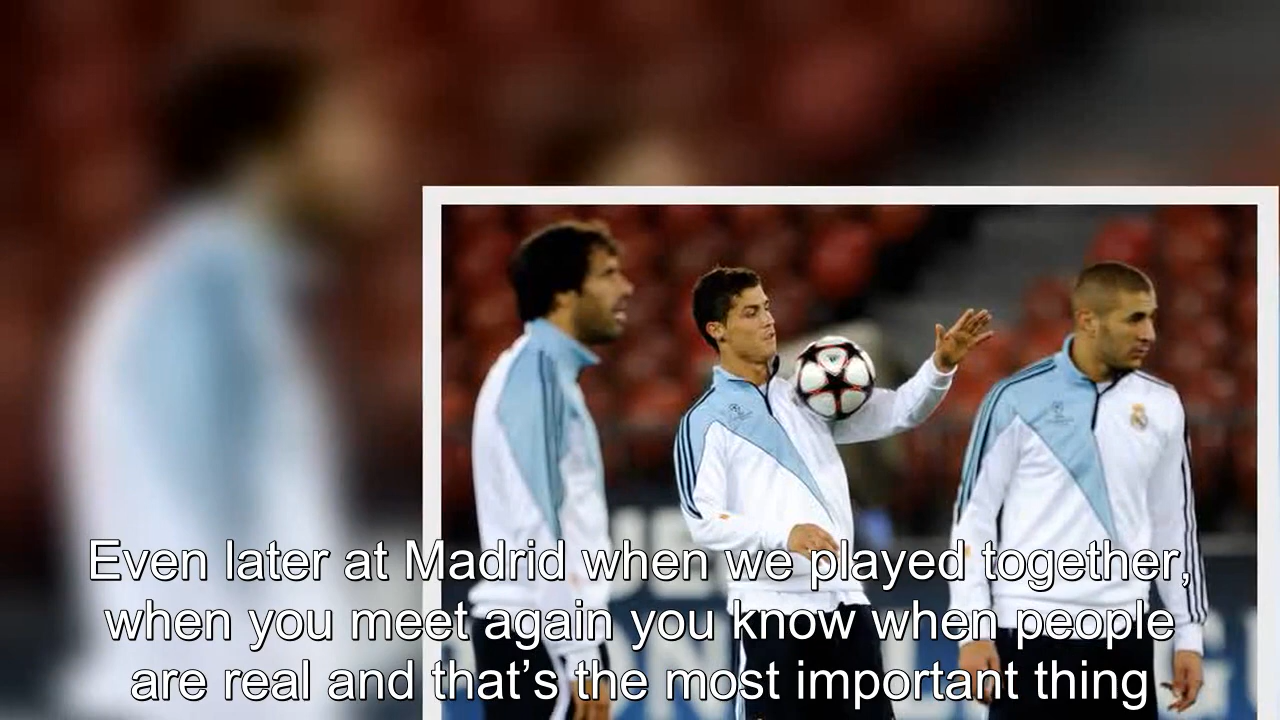 Even later at Madrid when we played together,
when you meet again you know when people
are real and that’s the most important thing